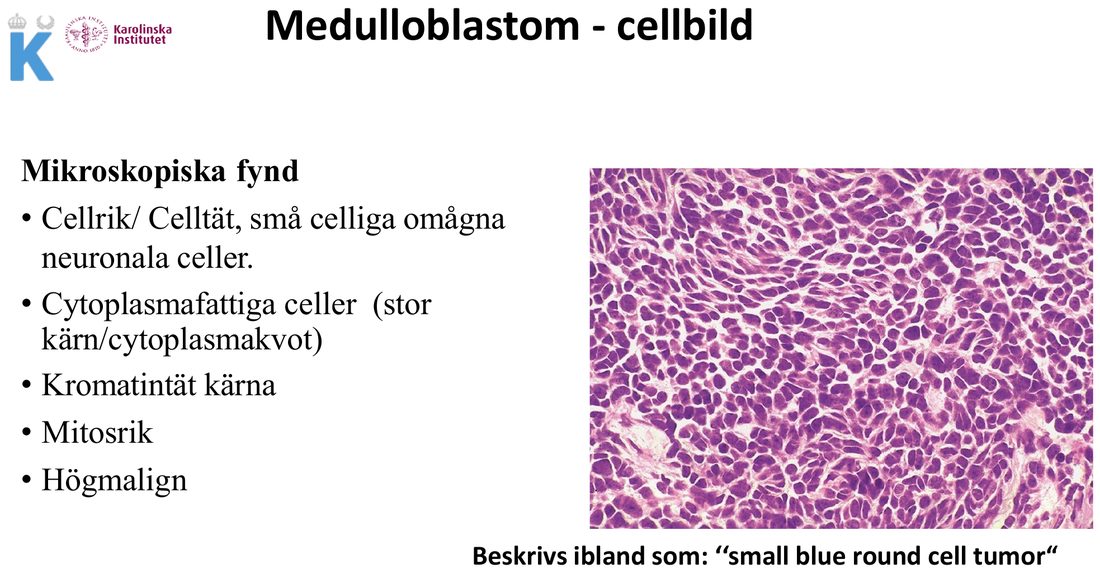 Karolinska
Institutet
Medulloblastom - cellbild
Mikroskopiska fynd
• Cellrik/ Celltät, små celliga omågna
neuronala celler.
• Cytoplasmafattiga celler (stor
kärn/cytoplasmakvot)
• Kromatintät kärna
• Mitosrik
• Högmalign
Beskrivs ibland som: ‘“small blue round cell tumor“